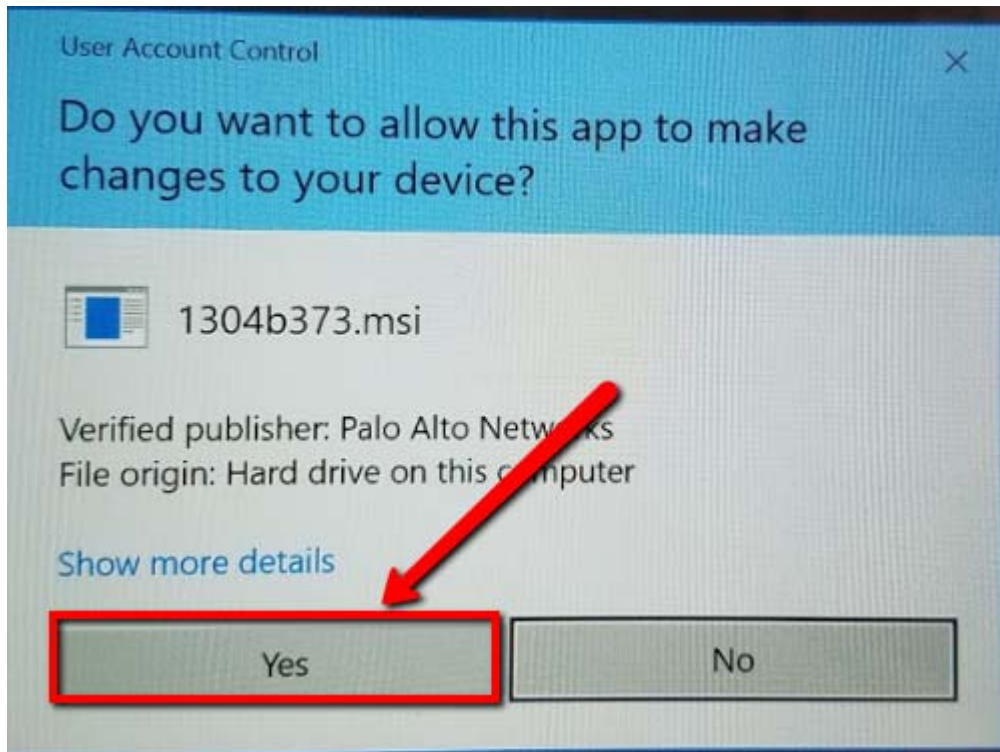 User Account Control
Do you want to allow this app to make
changes to your device?
1304b373.msi
Verified publisher: Palo Alto Networks
File origin: Hard drive on this computer
Show more details
Yes
No